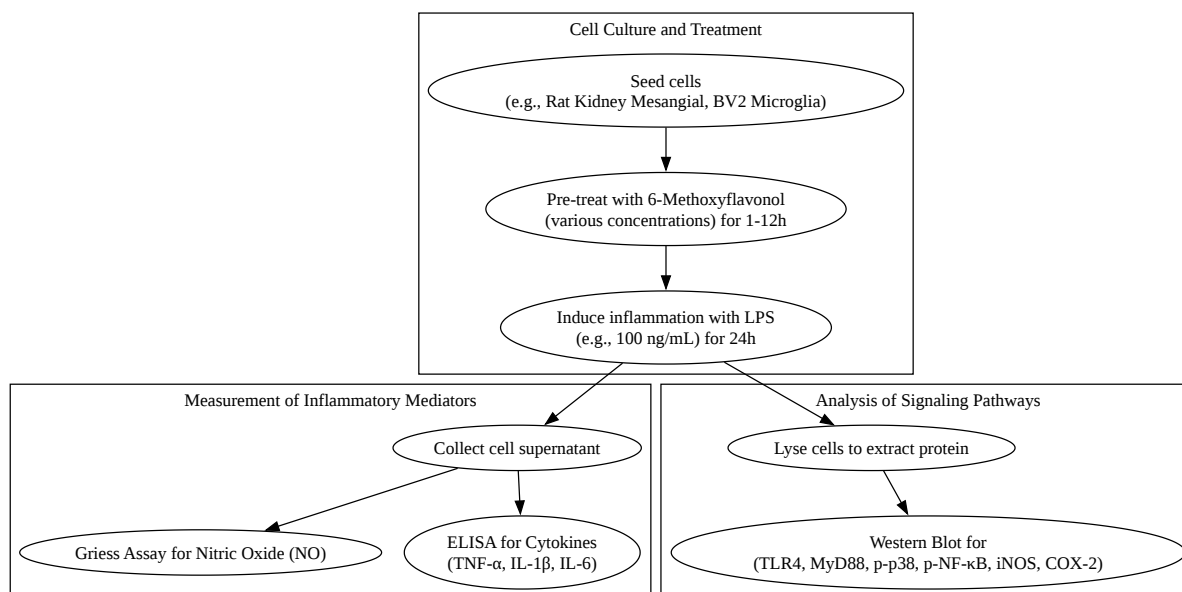 Cell Culture and Treatment
Seed cells
(e.g., Rat Kidney Mesangial, BV2 Microglia)
Pre-treat with 6-Methoxyflavonol
(various concentrations) for 1-12h
Induce inflammation with LPS
(e.g., 100 ng/mL) for 24h
Measurement of Inflammatory Mediators
Collect cell supernatant
Griess Assay for Nitric Oxide (NO)
ELISA for Cytokines
(TNF-α, IL-1β, IL-6)
Analysis of Signaling Pathways
Lyse cells to extract protein
Western Blot for
(TLR4, MyD88, p-p38, p-NF-κB, iNOS, COX-2)